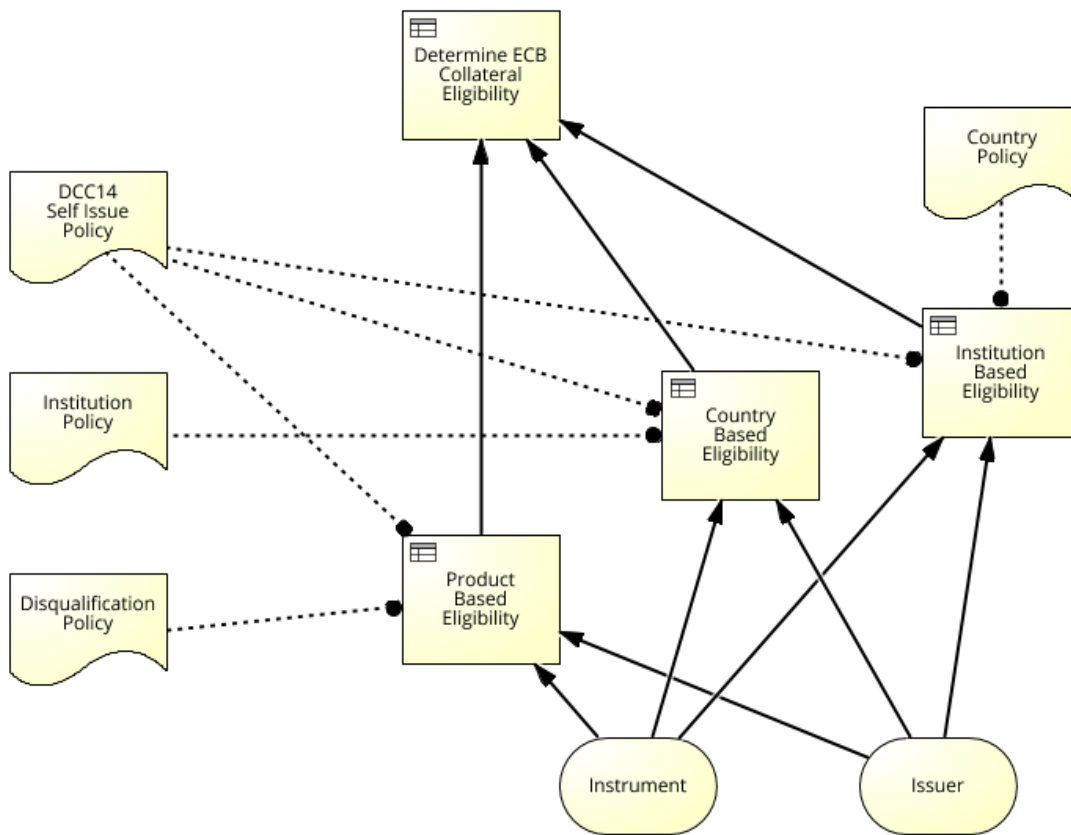 Determine ECB
Collateral
Eligibility
Country
Policy
DCC14
Self Issue
Policy
Institution
Based
Eligibility
Institution
Policy
Country
Based
Eligibility
Disqualification
Policy
Product
Based
Eligibility
Instrument
Issuer